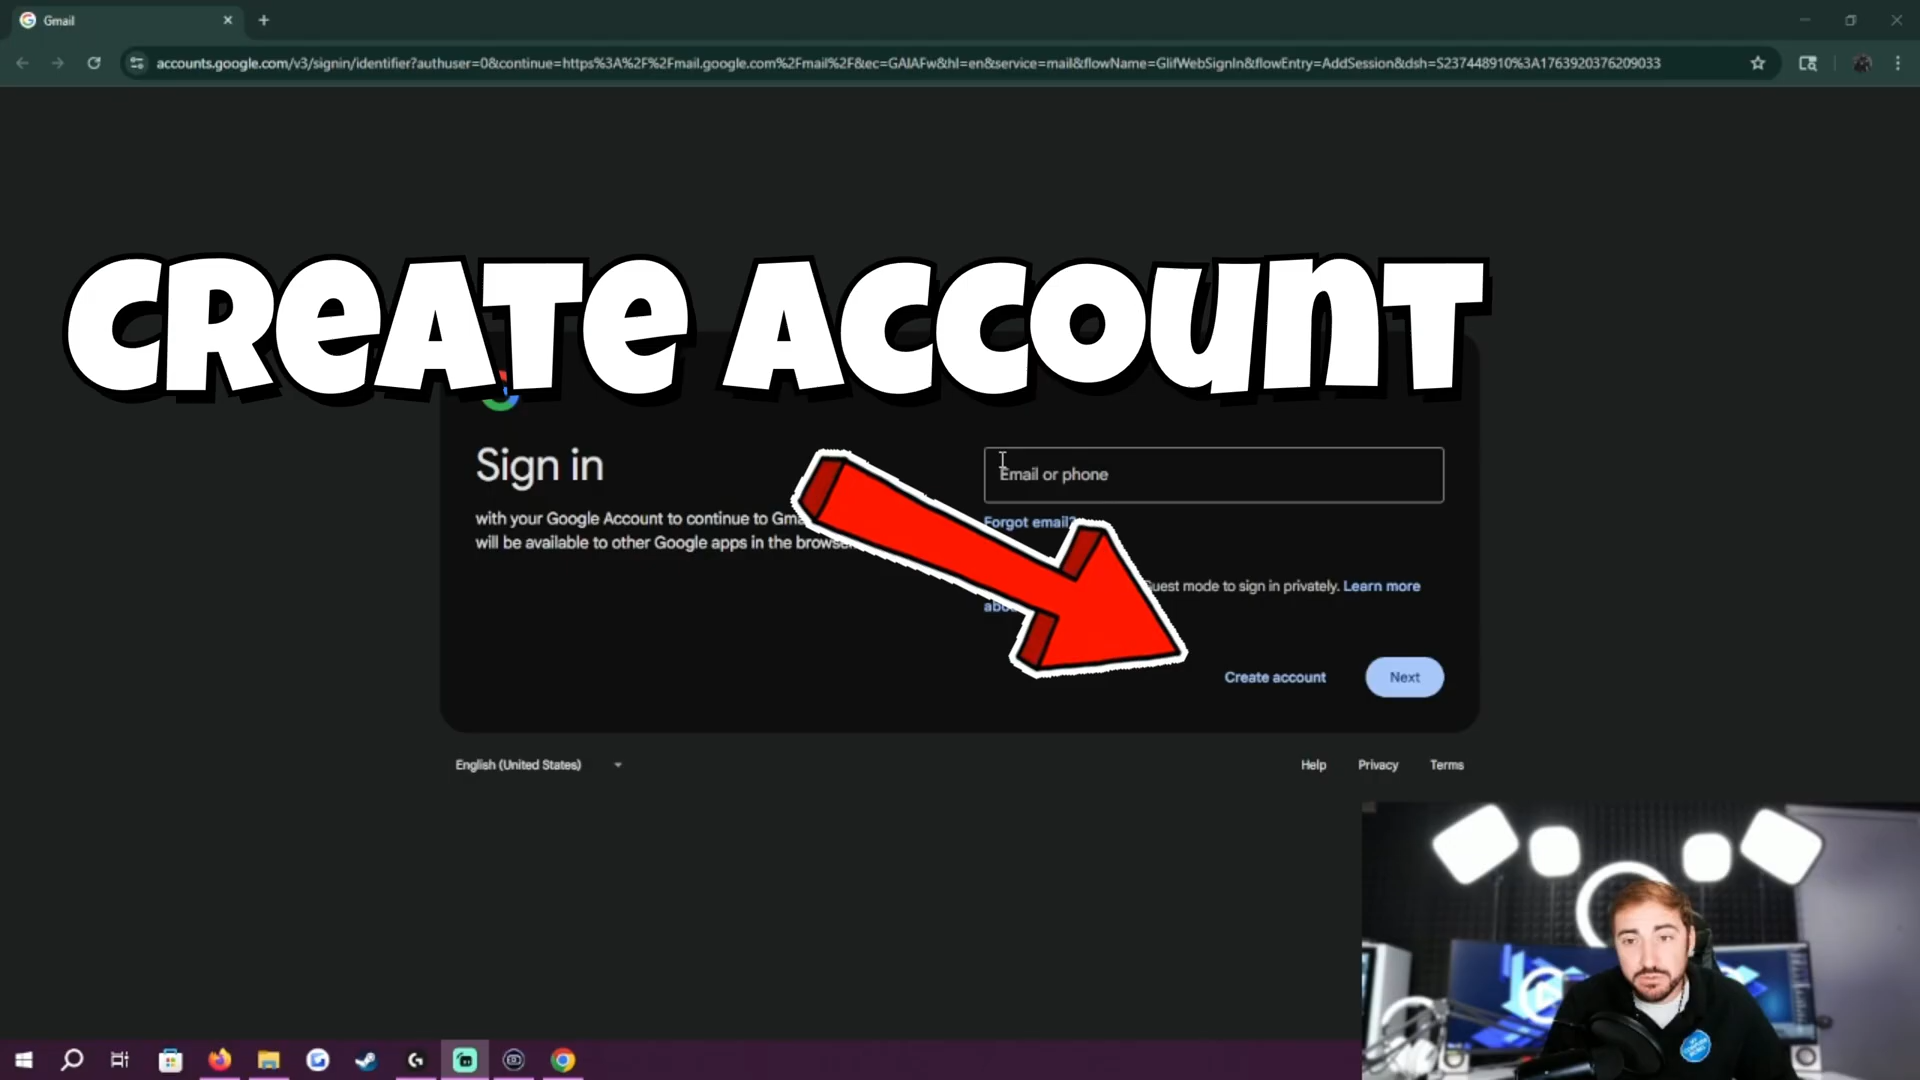 Gmail
accounts.google.com/v3/signin/identifier?authuser=0&continue=https%3A%2F%2Fmail.google.com%2Fmail%2F&ec=GAlAFw&hl=en&service=mail&flowName=GlifWebSignIn&flowEntry=AddSession&dsh=S237448910%3A1763920376209033
CREATE ACCOUNT
Sign in
with your Google Account to continue to
will be available to other Google apps in the
Email or phone
Forgot email?
Guest mode to sign in privately. Learn more
Create account
Next
English (United States)
Help
Privacy
Terms